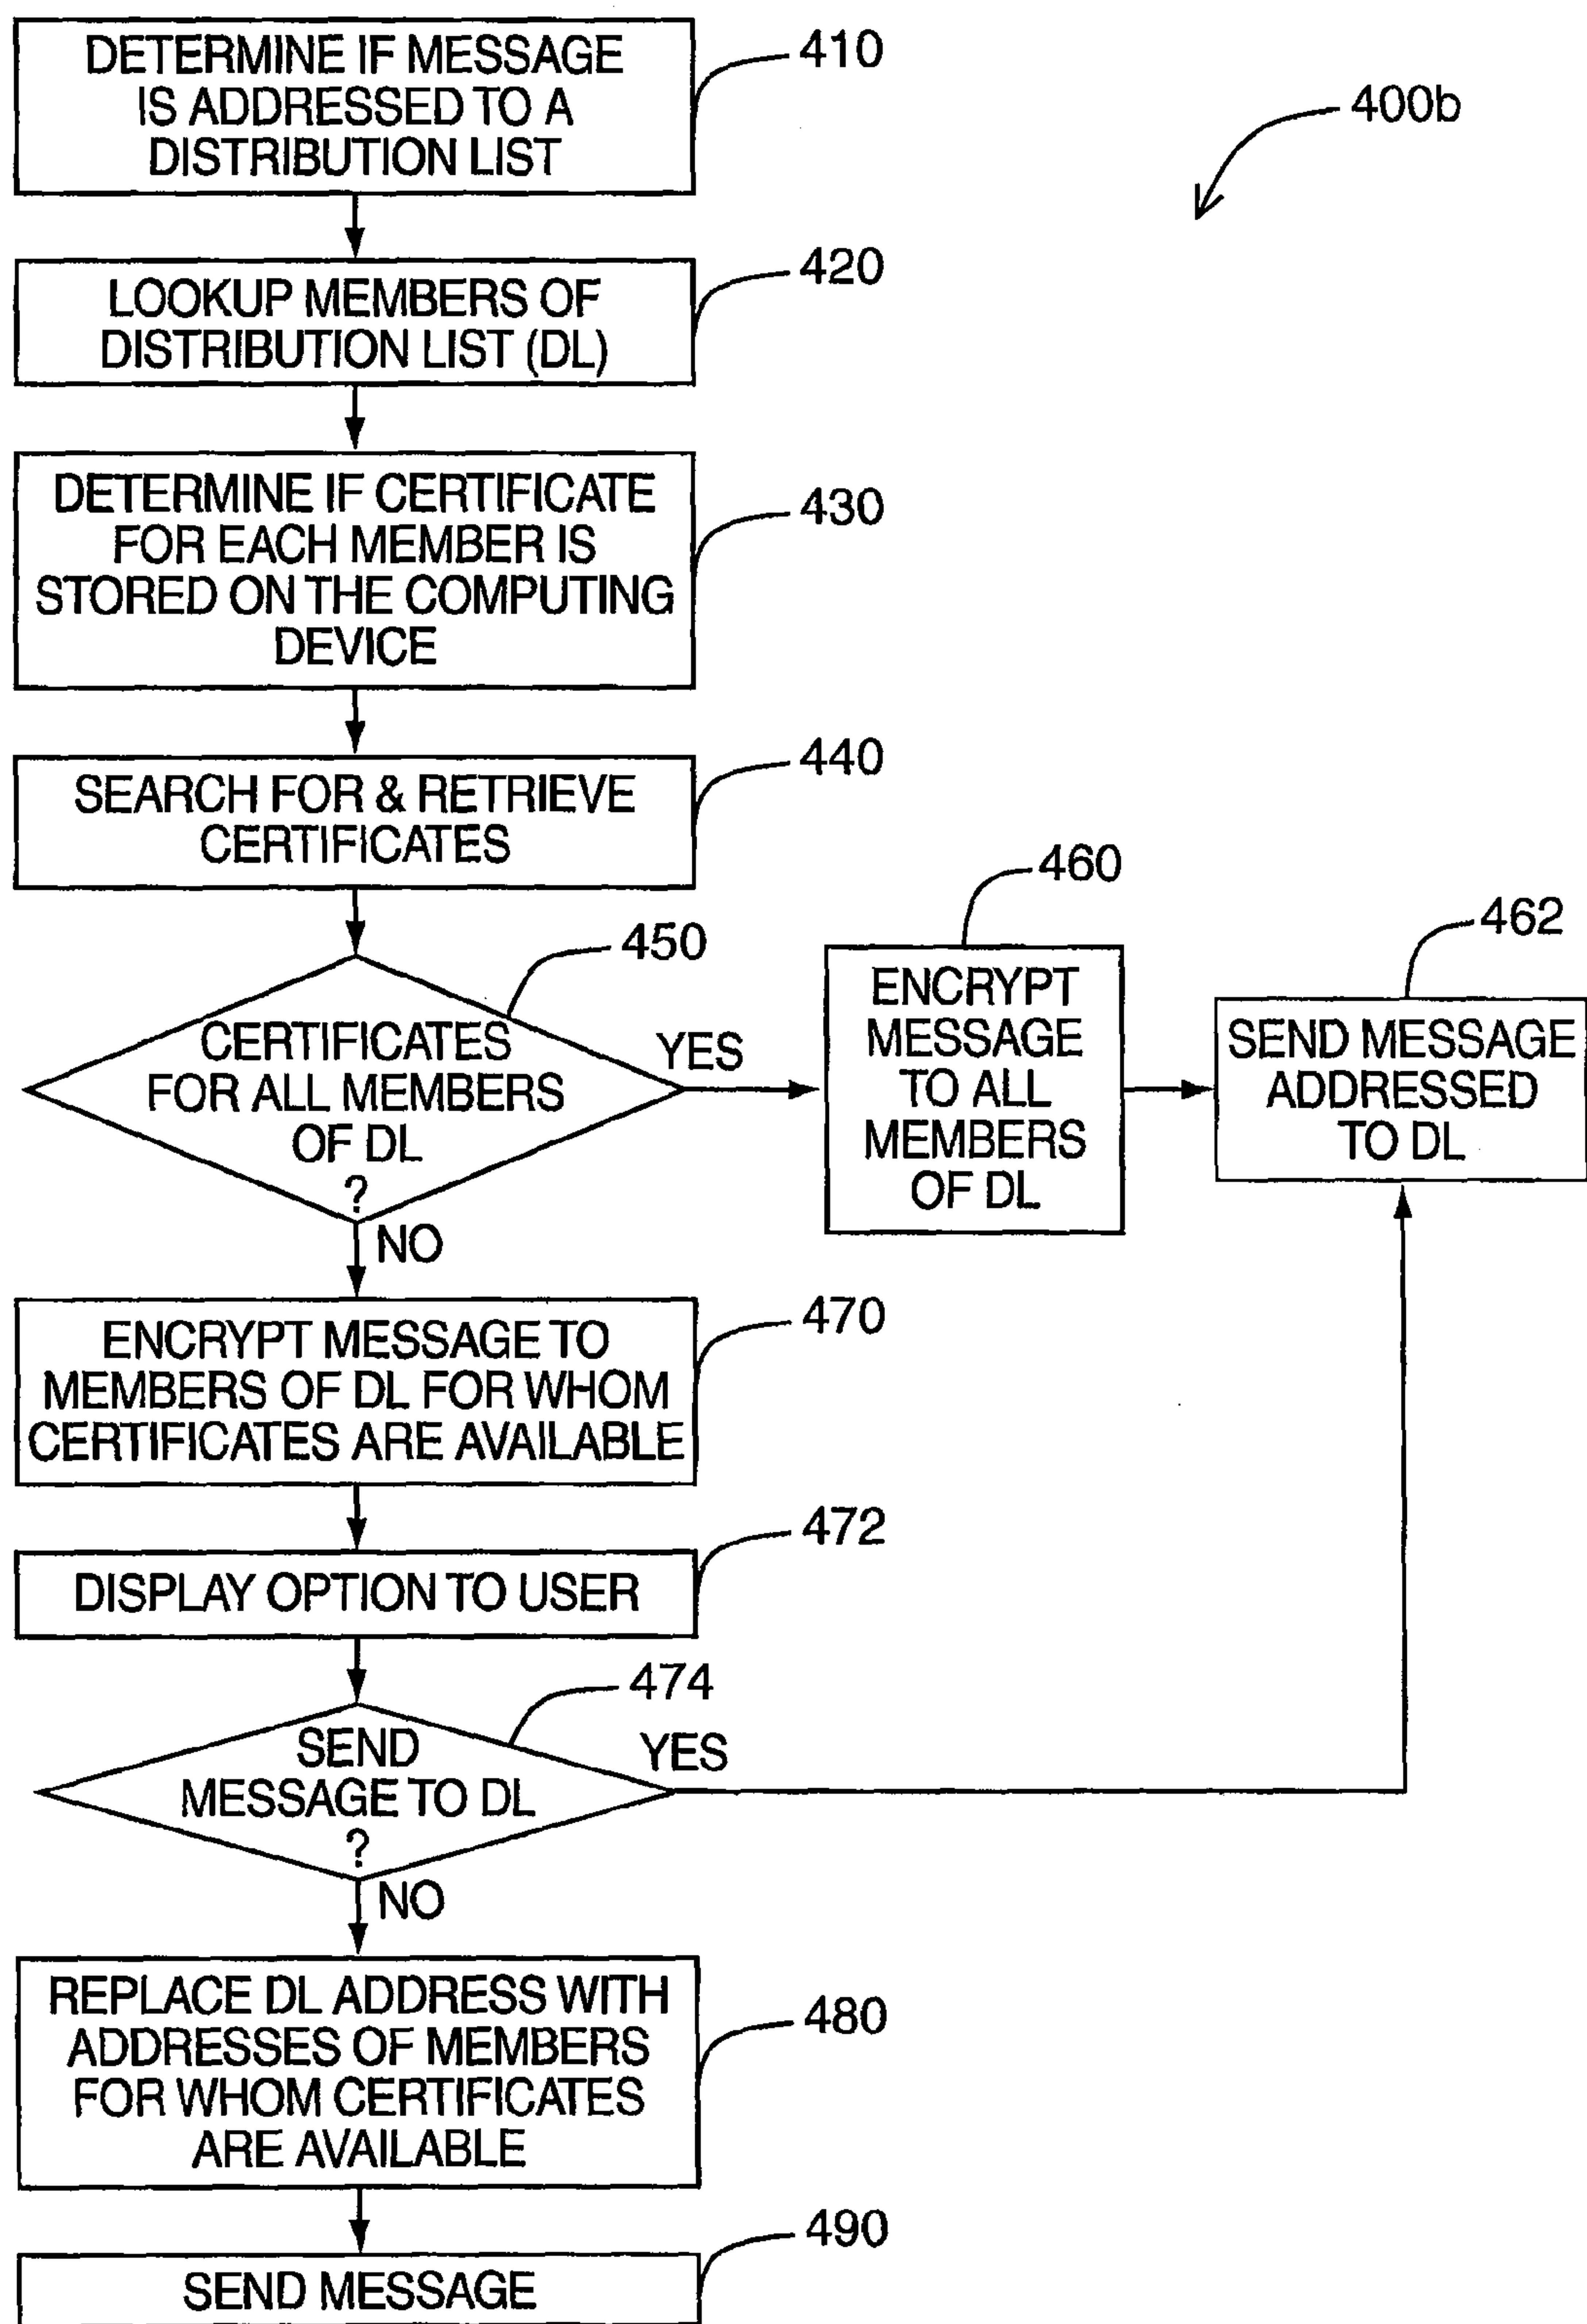 DETERMINE IF MESSAGE
IS ADDRESSED TO A
DISTRIBUTION LIST
410
400b
LOOKUP MEMBERS OF
DISTRIBUTION LIST (DL)
420
DETERMINE IF CERTIFICATE
FOR EACH MEMBER IS
STORED ON THE COMPUTING
DEVICE
430
SEARCH FOR & RETRIEVE
CERTIFICATES
440
CERTIFICATES
FOR ALL MEMBERS
OF DL
?
450
YES
NO
ENCRYPT
MESSAGE
TO ALL
MEMBERS
OF DL
460
SEND MESSAGE
ADDRESSED
TO DL
462
ENCRYPT MESSAGE TO
MEMBERS OF DL FOR WHOM
CERTIFICATES ARE AVAILABLE
470
DISPLAY OPTION TO USER
472
SEND
MESSAGE TO DL
?
474
YES
NO
REPLACE DL ADDRESS WITH
ADDRESSES OF MEMBERS
FOR WHOM CERTIFICATES
ARE AVAILABLE
480
SEND MESSAGE
490